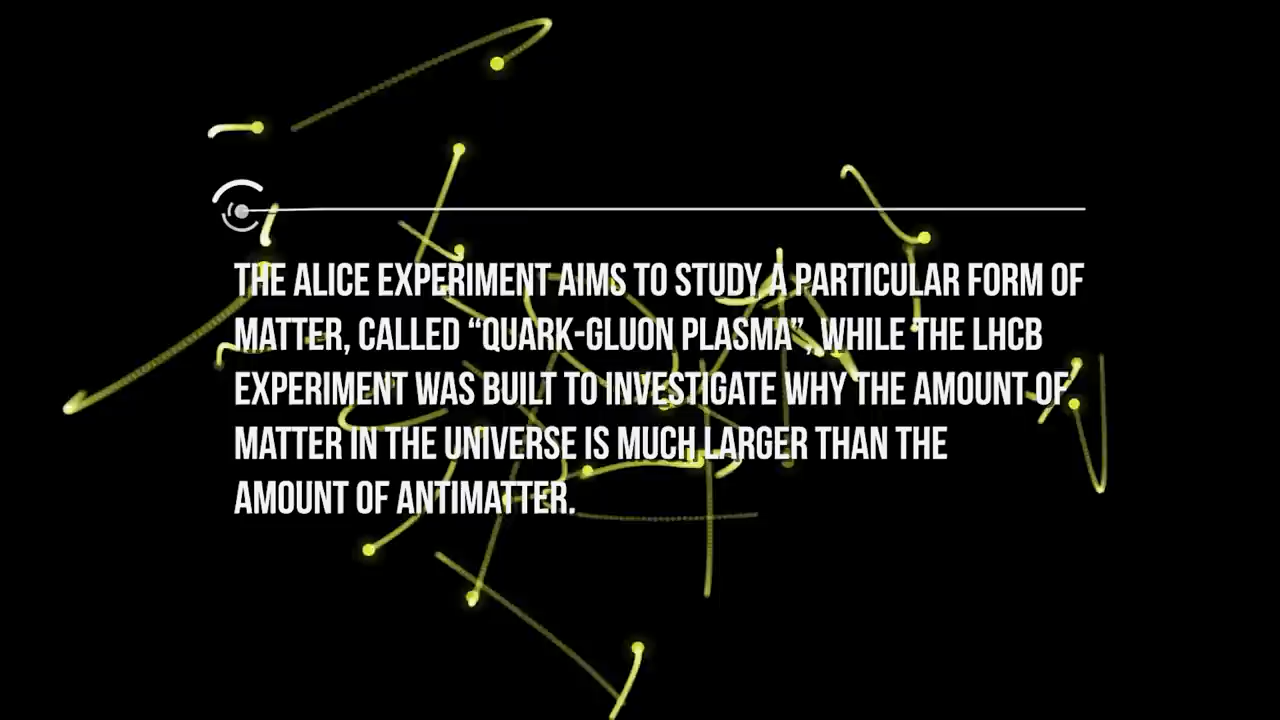 THE ALICE EXPERIMENT AIMS TO STUDY A PARTICULAR FORM OF
MATTER, CALLED “QUARK-GLUON PLASMA”, WHILE THE LHCB
EXPERIMENT WAS BUILT TO INVESTIGATE WHY THE AMOUNT OF
MATTER IN THE UNIVERSE IS MUCH LARGER THAN THE
AMOUNT OF ANTIMATTER.